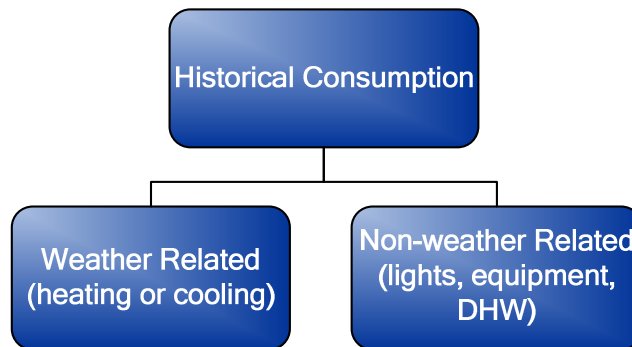 Historical Consumption
Weather Related
(heating or cooling)
Non-weather Related
(lights, equipment,
DHW)